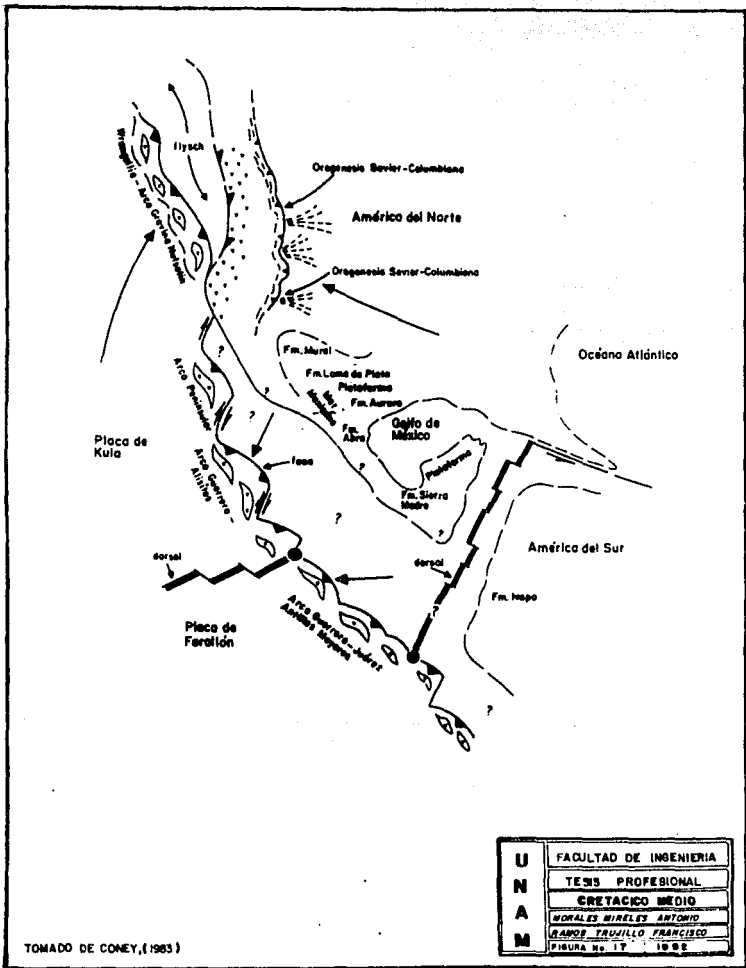 flysch
Wrangellia - Arco Gravina Nutzotin
Orogenesis Sevier-Columbiana
América del Norte
Orogenesis Sevier-Columbiana
Océano Atlántico
Fm. Mural
?
Fm. Loma de Plata
Plataforma
Mar Mexicano
Fm. Aurora
Arco Peninsular
?
Fm. Abra
Golfo de México
?
Placa de Kula
Arco Guerrero - Alisitos
fosa
?
Plataforma
Fm. Sierra Madre
?
?
América del Sur
dorsal
dorsal
Fm. Ivapa
Arco Guerrero - Juárez
Antillas Mayores
?
Placa de Farallón
?
?
UNAM
FACULTAD DE INGENIERIA
TESIS PROFESIONAL
CRETACICO MEDIO
MORALES MIRELES ANTONIO
RAMOS TRUJILLO FRANCISCO
FIGURA No. 17
TOMADO DE CONEY,(1983)